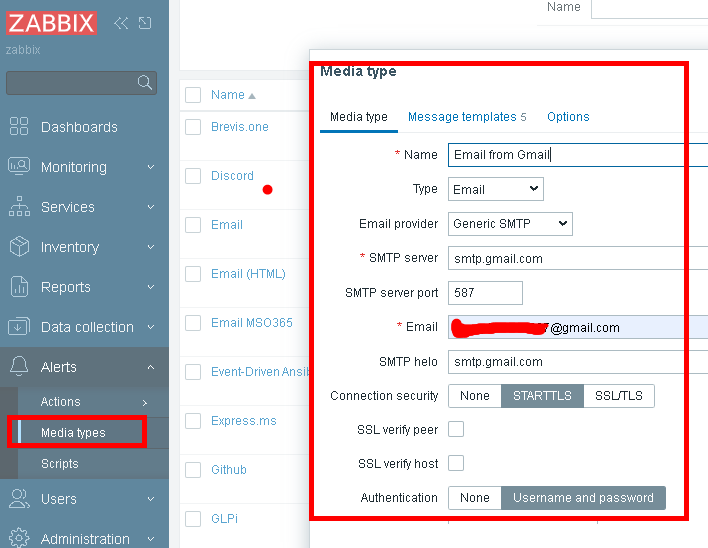 ZABBIX
zabbix
Dashboards
Monitoring
Services
Inventory
Reports
Data collection
Alerts
Actions
Media types
Scripts
Users
Administration
Name
Name
Brevis.one
Discord
Email
Email (HTML)
Email MSO365
Event-Driven Ansib
Express.ms
Github
GLPi
Media type
Media type Message templates 5 Options
* Name Email from Gmail
Type Email
Email provider Generic SMTP
* SMTP server smtp.gmail.com
SMTP server port 587
* Email 7@gmail.com
SMTP helo smtp.gmail.com
Connection security None STARTTLS SSL/TLS
SSL verify peer
SSL verify host
Authentication None Username and password